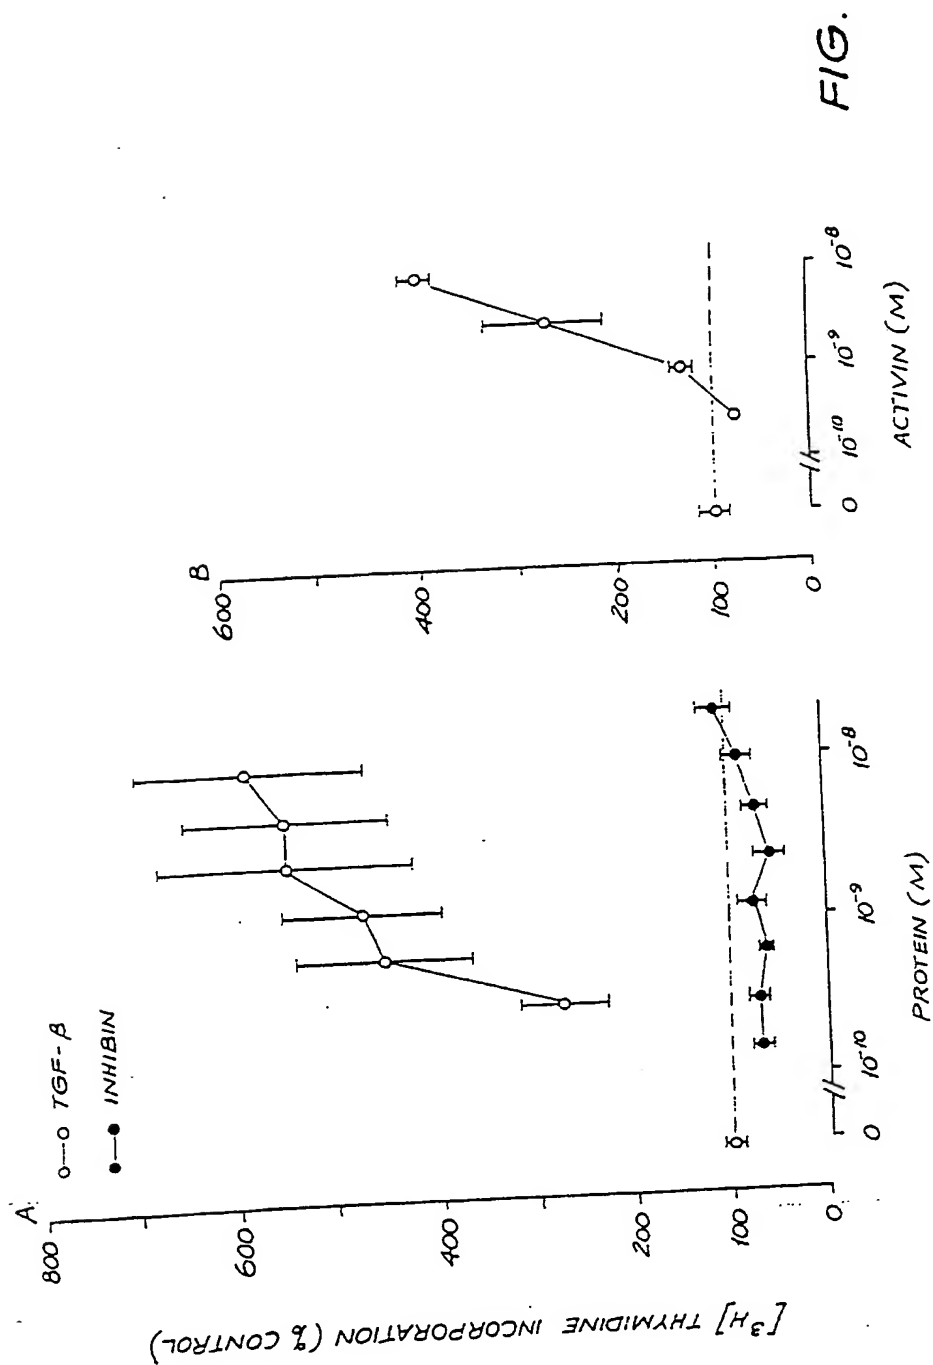 A
[³H] THYMIDINE INCORPORATION (% CONTROL)
800
600
400
200
100
0
○—○ TGF-β
●—● INHIBIN
0 10⁻¹⁰ 10⁻⁹ 10⁻⁸
PROTEIN (M)
B
600
400
200
100
0
0 10⁻¹⁰ 10⁻⁹ 10⁻⁸
ACTIVIN (M)
FIG.